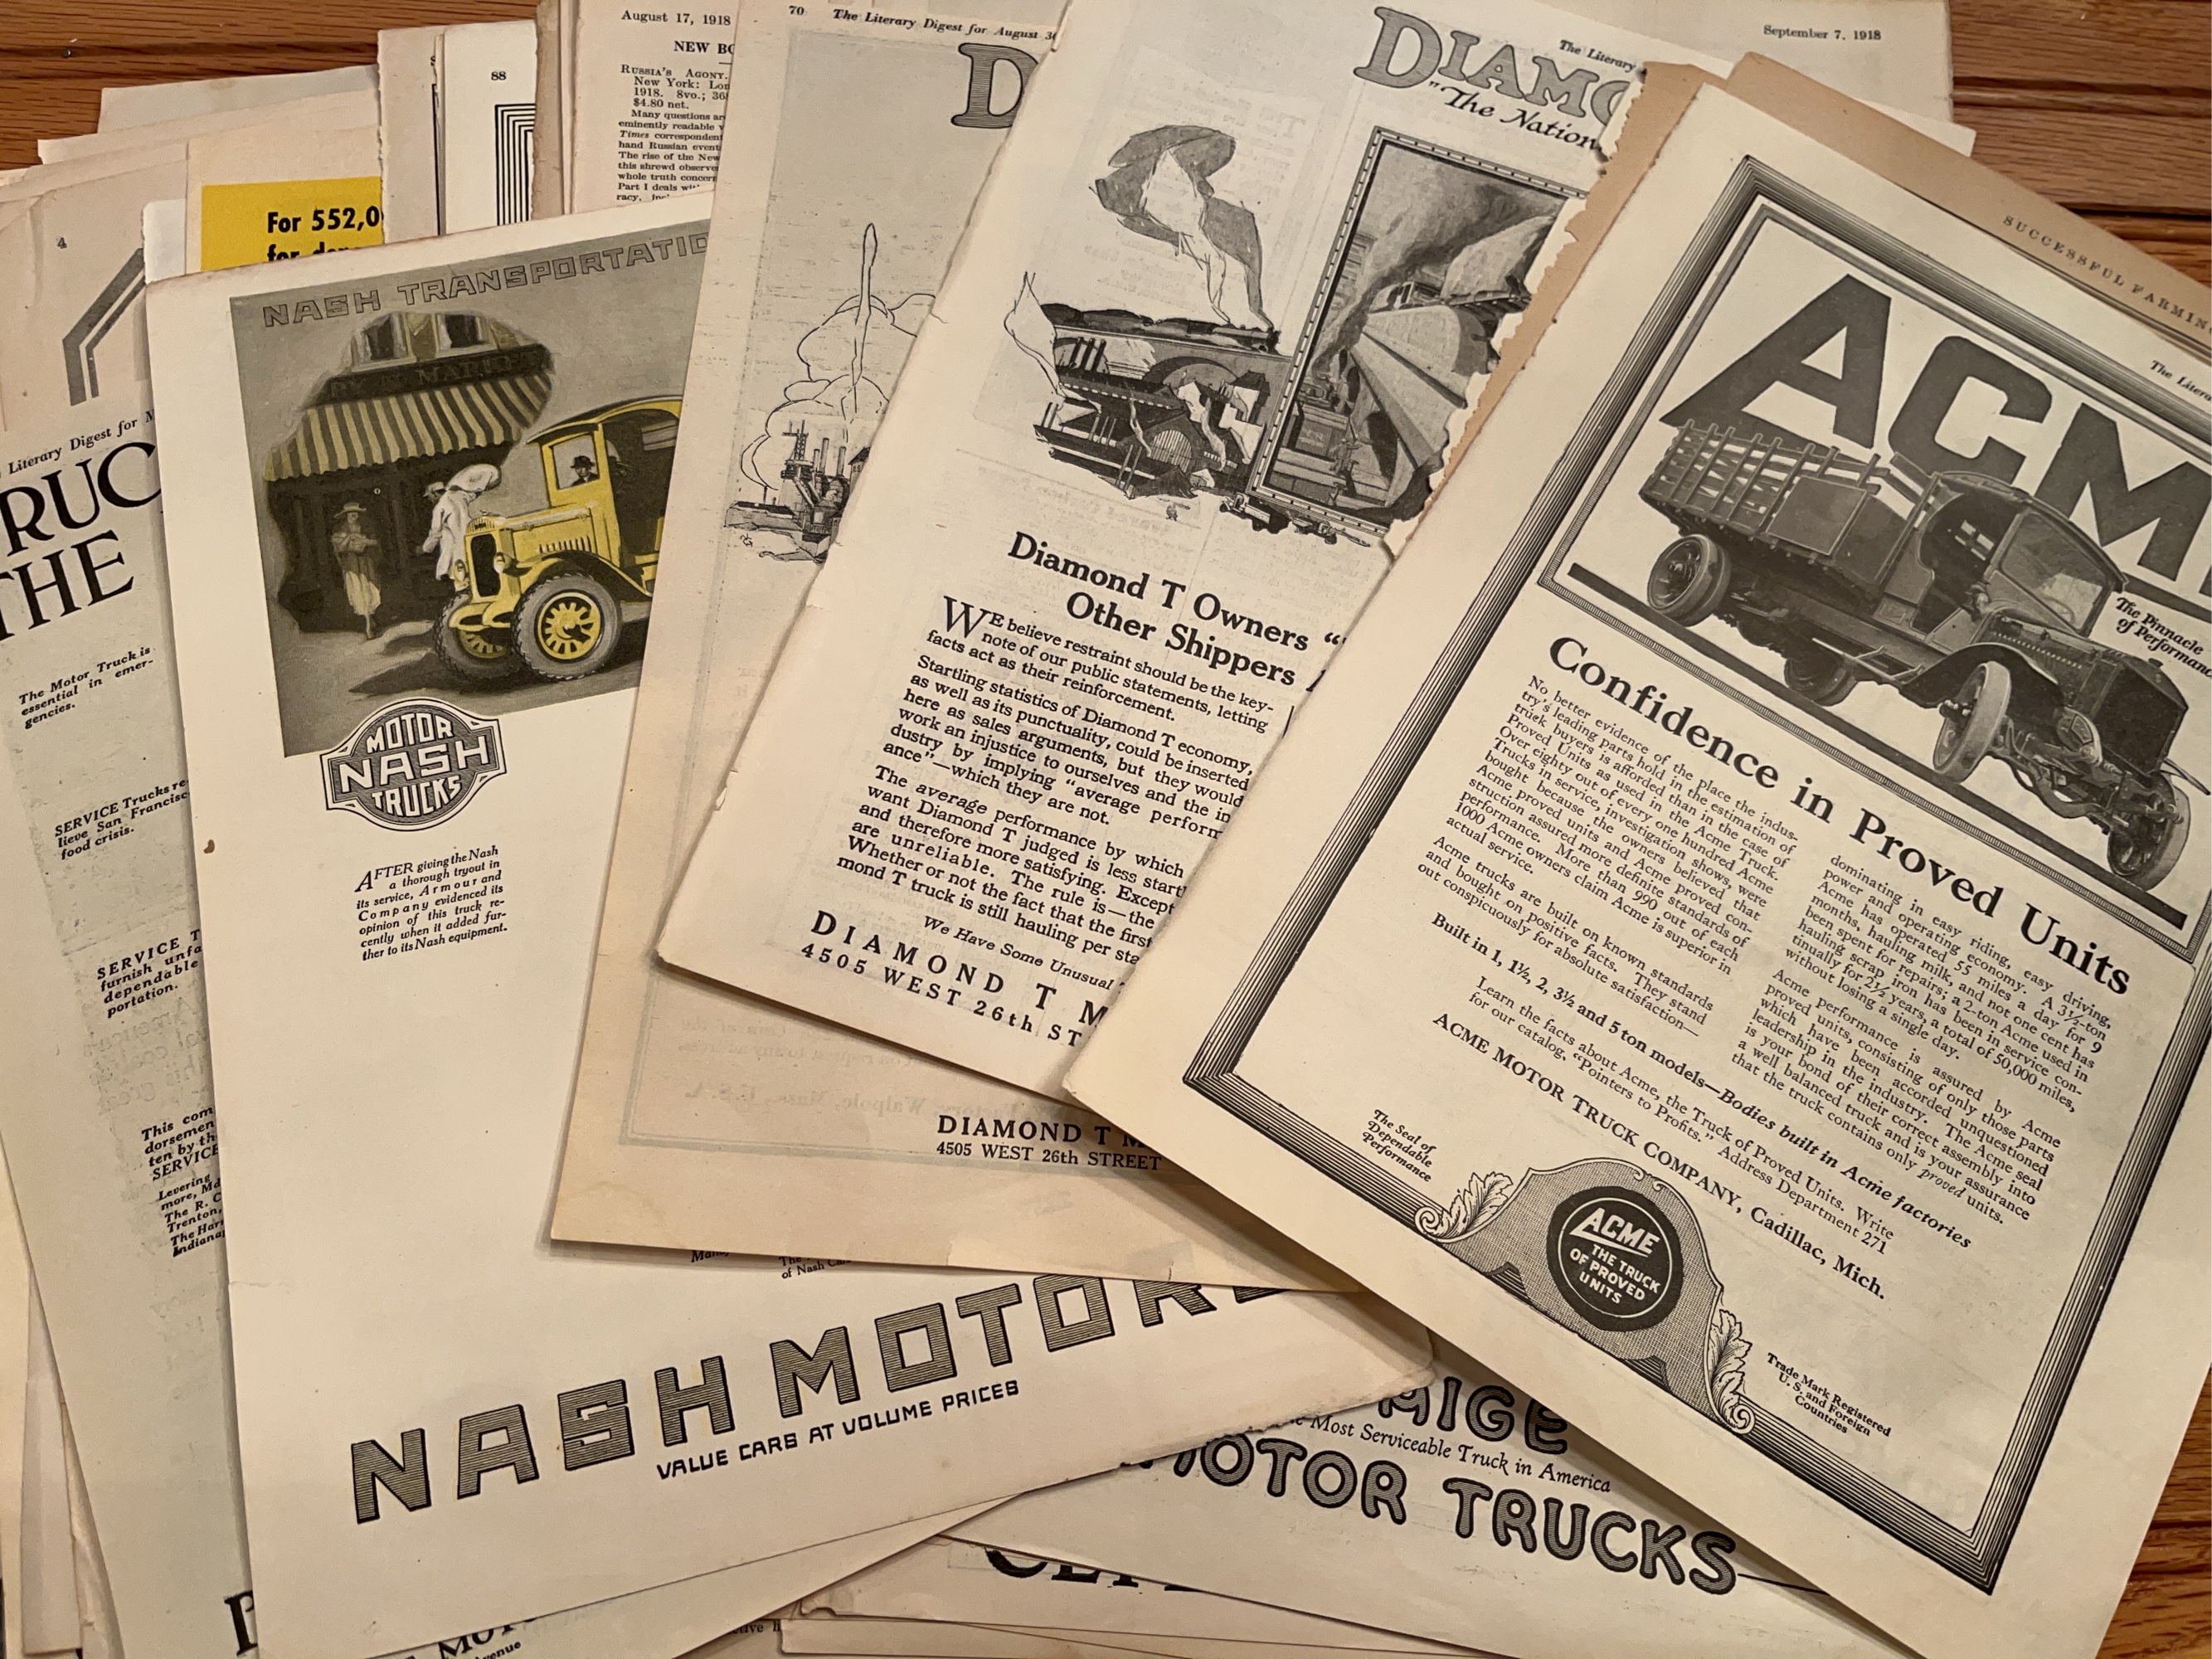 August 17, 1918
NEW BO
RUSSIA'S AGONY.
New York: Lon
1918. 8vo.; 36
$4.80 net.
Many questions are
eminently readable
Times correspondent
hand Russian event
The rise of the New
this shrewd observe
whole truth concern
Part I deals
70 The Literary Digest for August 30
D
The Literary
DIAMO
"The Nation
September 7, 1918
SUCCESSFUL FARMING
88
4
For 552,0
Literary Digest for M
RUC
THE
The Motor Truck is
essential in emer-
gencies.
SERVICE Trucks re
lieve San Francisc
food crisis.
SERVICE T
furnish unfa
dependable
portation.
This com
dorsemen
ten by th
SERVICE
Levering
more, Md
The R. C
Trenton,
The Har
Indianap
NASH TRANSPORTATIO
MARKET
MOTOR
NASH
TRUCKS
AFTER giving the Nash
a thorough tryout in
its service, Armour and
Company evidenced its
opinion of this truck re-
cently when it added fur-
ther to its Nash equipment.
of Nash Ca
NASH MOTORS
VALUE CARS AT VOLUME PRICES
DIAMOND T M
4505 WEST 26th STREET
Diamond T Owners "
Other Shippers
WE believe restraint should be the key-
note of our public statements, letting
facts act as their reinforcement.
Startling statistics of Diamond T economy,
as well as its punctuality, could be inserted
here as sales arguments, but they would
work an injustice to ourselves and the in
dustry by implying "average perform
ance"—which they are not.
The average performance by which
want Diamond T judged is less startl
and therefore more satisfying. Except
are unreliable. The rule is—the
Whether or not the fact that the first
mond T truck is still hauling per sta
We Have Some Unusual
DIAMOND T M
4505 WEST 26th ST
The Litera
ACME
The Pinnacle
of Performance
Confidence in Proved Units
No better evidence of the place the indus-
try's leading parts hold in the estimation of
truck buyers is afforded than in the case of
Proved Units as used in the Acme Truck.
Over eighty out of every one hundred Acme
Trucks in service, investigation shows, were
bought because the owners believed that
Acme proved units and Acme proved con-
struction assured more definite standards of
performance. More than 990 out of each
1000 Acme owners claim Acme is superior in
actual service.
Acme trucks are built on known standards
and bought on positive facts. They stand
out conspicuously for absolute satisfaction—
dominating in easy riding, easy driving,
power and operating economy. A 3½-ton
Acme has operated 55 miles a day for 9
months, hauling milk, and not one cent has
been spent for repairs; a 2-ton Acme used in
hauling scrap iron has been in service con-
tinually for 2½ years, a total of 50,000 miles,
without losing a single day.
Acme performance is assured by Acme
proved units, consisting of only those parts
which have been accorded unquestioned
leadership in the industry. The Acme seal
is your bond of their correct assembly into
a well balanced truck and is your assurance
that the truck contains only proved units.
Built in 1, 1½, 2, 3½ and 5 ton models—Bodies built in Acme factories
Learn the facts about Acme, the Truck of Proved Units. Write
for our catalog, "Pointers to Profits." Address Department 271
ACME MOTOR TRUCK COMPANY, Cadillac, Mich.
The Seal of
Dependable
Performance
ACME
THE TRUCK
OF PROVED
UNITS
Trade Mark Registered
U. S. and Foreign
Countries
AIGE
The Most Serviceable Truck in America
MOTOR TRUCKS